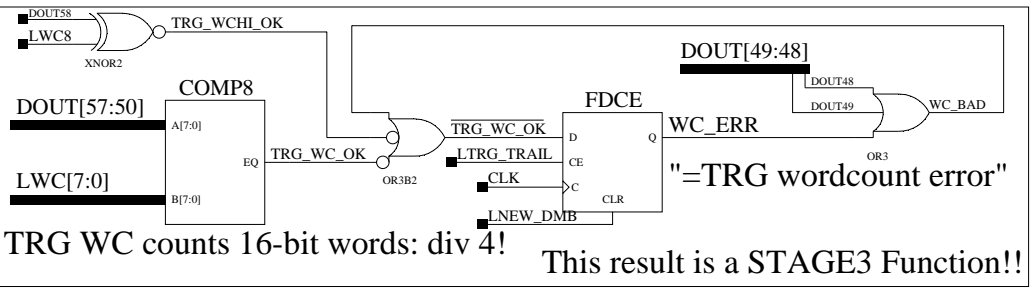 DOUT58
TRG_WCHI_OK
LWC8
XNOR2
DOUT[49:48]
COMP8
DOUT48
FDCE
DOUT[57:50]
DOUT49
WC_BAD
A[7:0]
TRG_WC_OK
WC_ERR
D
Q
TRG_WC_OK
EQ
LTRG_TRAIL
CE
OR3
OR3B2
LWC[7:0]
CLK
"=TRG wordcount error"
C
B[7:0]
CLR
LNEW_DMB
TRG WC counts 16-bit words: div 4!
This result is a STAGE3 Function!!